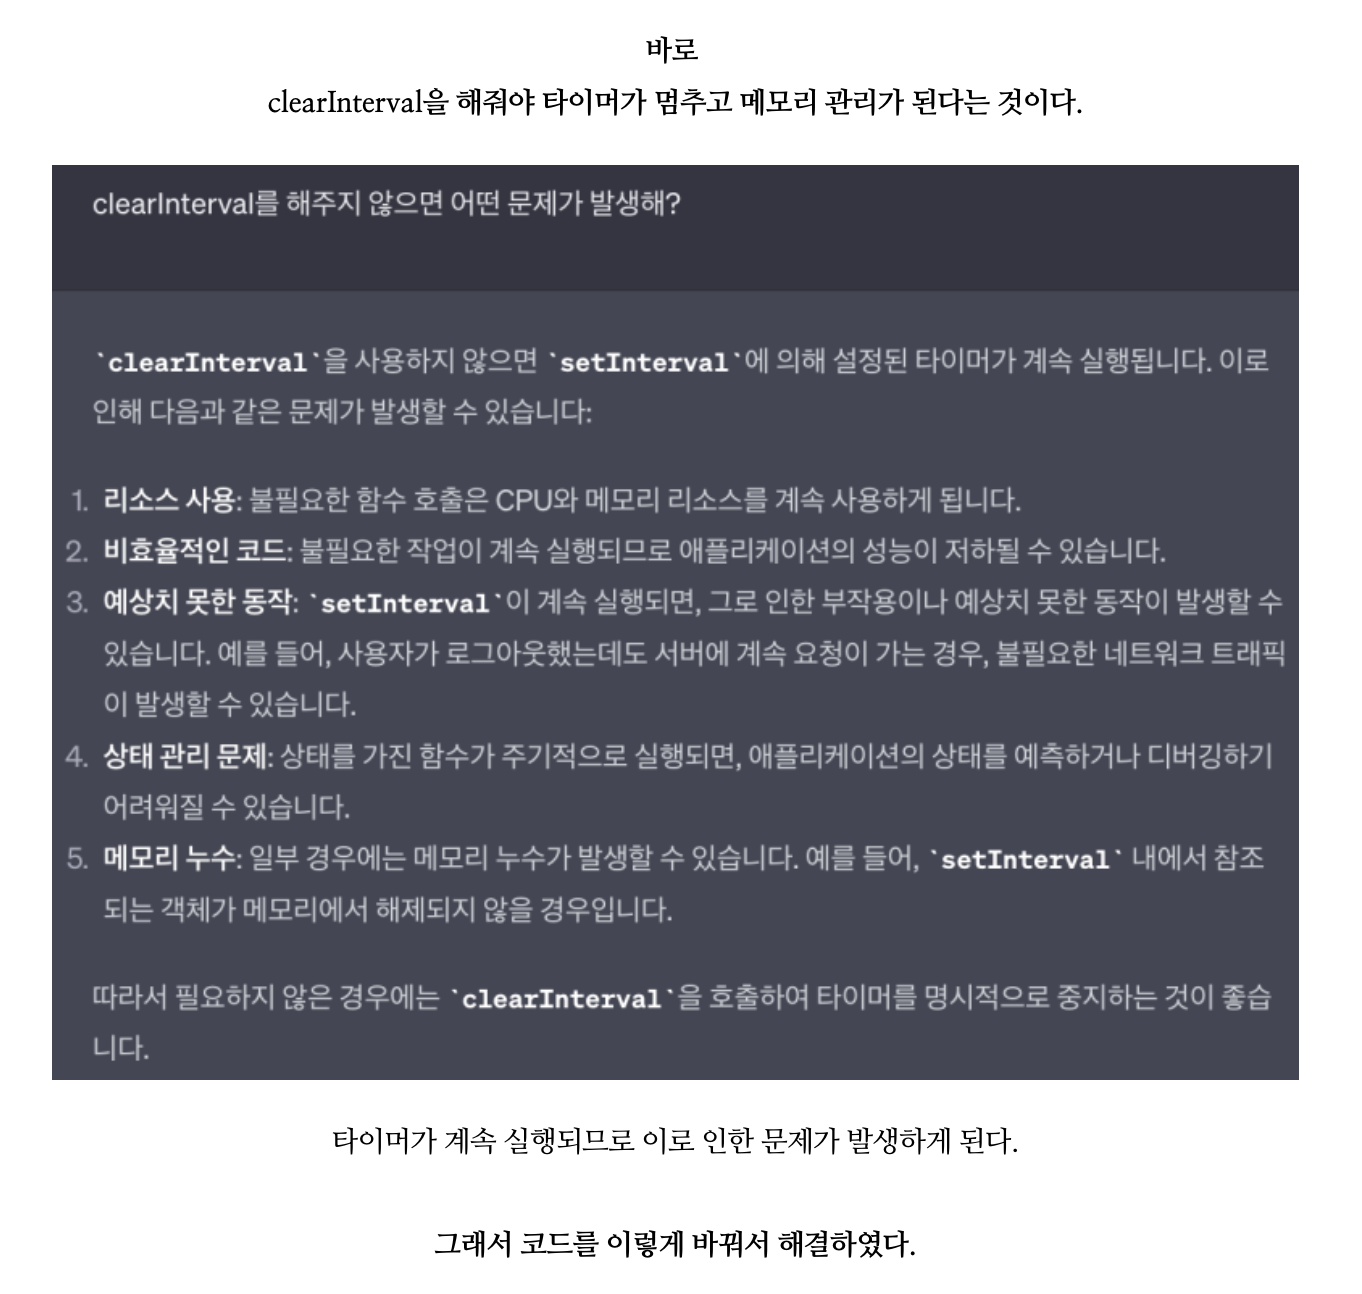 바로
clearInterval을 해줘야 타이머가 멈추고 메모리 관리가 된다는 것이다.
clearInterval를 해주지 않으면 어떤 문제가 발생해?
`clearInterval`을 사용하지 않으면 `setInterval`에 의해 설정된 타이머가 계속 실행됩니다. 이로
인해 다음과 같은 문제가 발생할 수 있습니다:
1. 리소스 사용: 불필요한 함수 호출은 CPU와 메모리 리소스를 계속 사용하게 됩니다.
2. 비효율적인 코드: 불필요한 작업이 계속 실행되므로 애플리케이션의 성능이 저하될 수 있습니다.
3. 예상치 못한 동작: `setInterval`이 계속 실행되면, 그로 인한 부작용이나 예상치 못한 동작이 발생할 수
있습니다. 예를 들어, 사용자가 로그아웃했는데도 서버에 계속 요청이 가는 경우, 불필요한 네트워크 트래픽
이 발생할 수 있습니다.
4. 상태 관리 문제: 상태를 가진 함수가 주기적으로 실행되면, 애플리케이션의 상태를 예측하거나 디버깅하기
어려워질 수 있습니다.
5. 메모리 누수: 일부 경우에는 메모리 누수가 발생할 수 있습니다. 예를 들어, `setInterval` 내에서 참조
되는 객체가 메모리에서 해제되지 않을 경우입니다.
따라서 필요하지 않은 경우에는 `clearInterval`을 호출하여 타이머를 명시적으로 중지하는 것이 좋습
니다.
타이머가 계속 실행되므로 이로 인한 문제가 발생하게 된다.
그래서 코드를 이렇게 바꿔서 해결하였다.